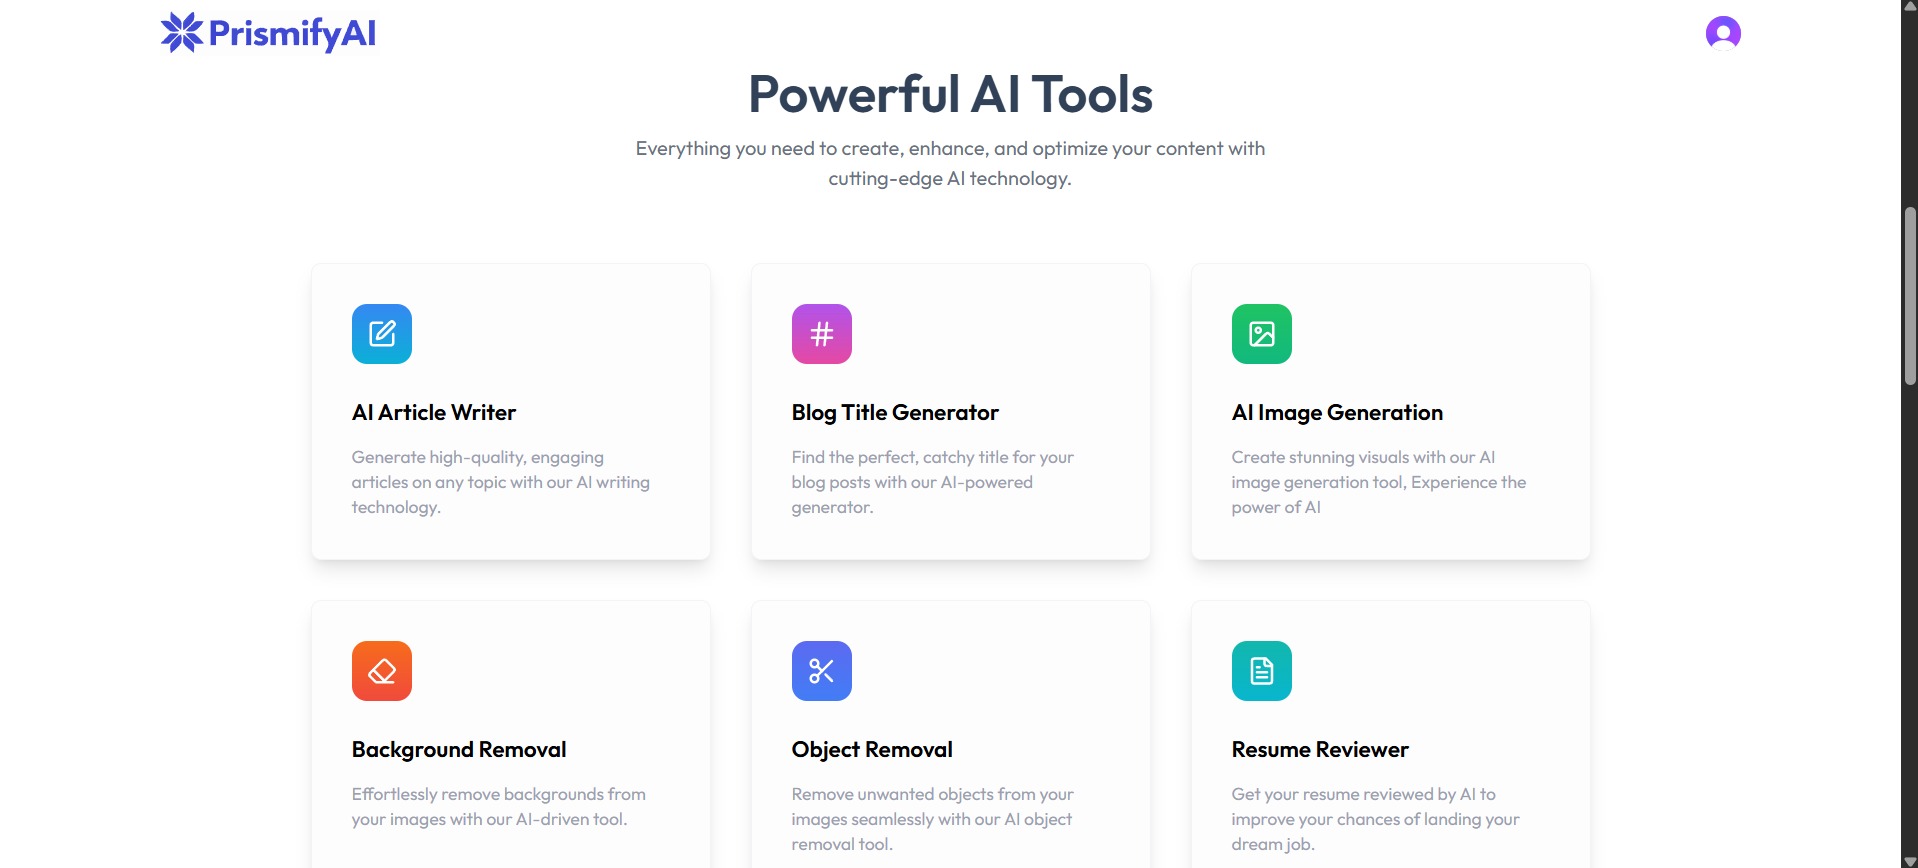 PrismifyAI
Powerful AI Tools
Everything you need to create, enhance, and optimize your content with
cutting-edge AI technology.
AI Article Writer
Generate high-quality, engaging
articles on any topic with our AI writing
technology.
Blog Title Generator
Find the perfect, catchy title for your
blog posts with our AI-powered
generator.
AI Image Generation
Create stunning visuals with our AI
image generation tool, Experience the
power of AI
Background Removal
Effortlessly remove backgrounds from
your images with our AI-driven tool.
Object Removal
Remove unwanted objects from your
images seamlessly with our AI object
removal tool.
Resume Reviewer
Get your resume reviewed by AI to
improve your chances of landing your
dream job.